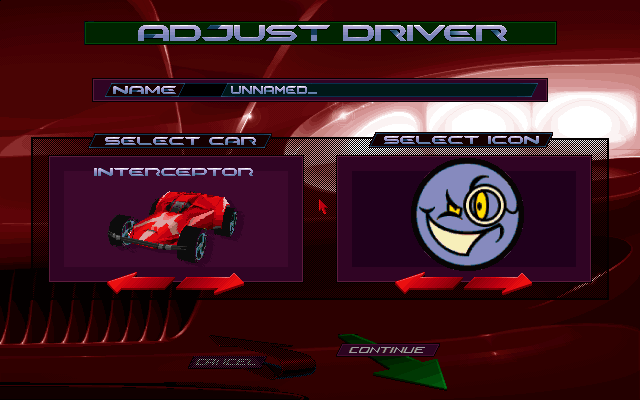 ADJUST DRIVER
NAME UNNAMED_
SELECT CAR SELECT ICON
INTERCEPTOR
CANCEL CONTINUE